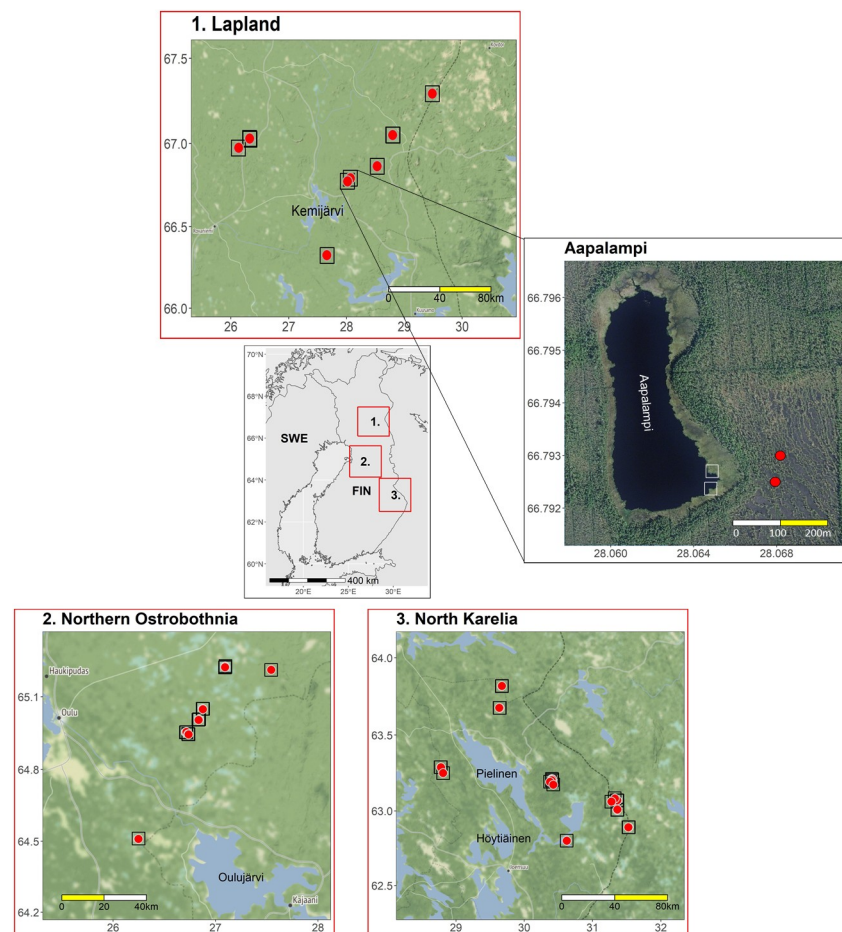 1. Lapland
67.5
67.0
66.5
66.0
Kemijärvi
0 40 80km
26 27 28 29 30
Aapalampi
66.796
66.795
66.794
66.793
66.792
Aapalampi
0 100 200m
28.060 28.064 28.068
70°N
68°N
66°N
64°N
62°N
60°N
SWE
FIN
1.
2.
3.
400 km
20°E 25°E 30°E
2. Northern Ostrobothnia
65.1
64.8
64.5
64.2
Haukipudas
Oulu
Oulujärvi
Kajaani
0 20 40km
26 27 28
3. North Karelia
64.0
63.5
63.0
62.5
Pielinen
Höytiäinen
0 40 80km
29 30 31 32